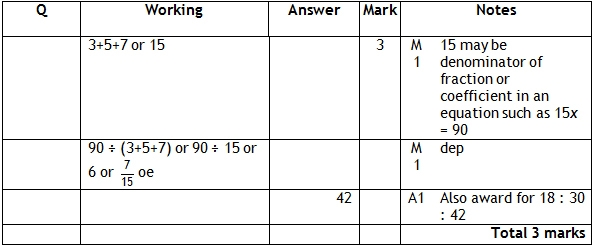 Q Working Answer Mark Notes
3+5+7 or 15 3 M 15 may be
1 denominator of
fraction or
coefficient in an
equation such as 15x
= 90
90 ÷ (3+5+7) or 90 ÷ 15 or M dep
6 or 7/15 oe 1
42 A1 Also award for 18 : 30
: 42
Total 3 marks